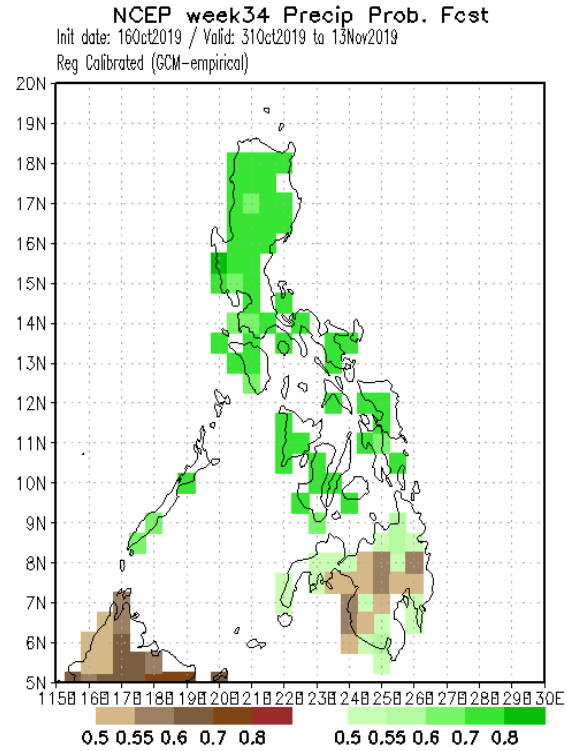 NCEP week34 Precip Prob. Fcst
Init date: 16Oct2019 / Valid: 31Oct2019 to 13Nov2019
Reg Calibrated (GCM-empirical)
20N
19N
18N
17N
16N
15N
14N
13N
12N
11N
10N
9N
8N
7N
6N
5N
115E 116E 117E 118E 119E 120E 121E 122E 123E 124E 125E 126E 127E 128E 129E 130E
0.5 0.55 0.6 0.7 0.8 0.5 0.55 0.6 0.7 0.8